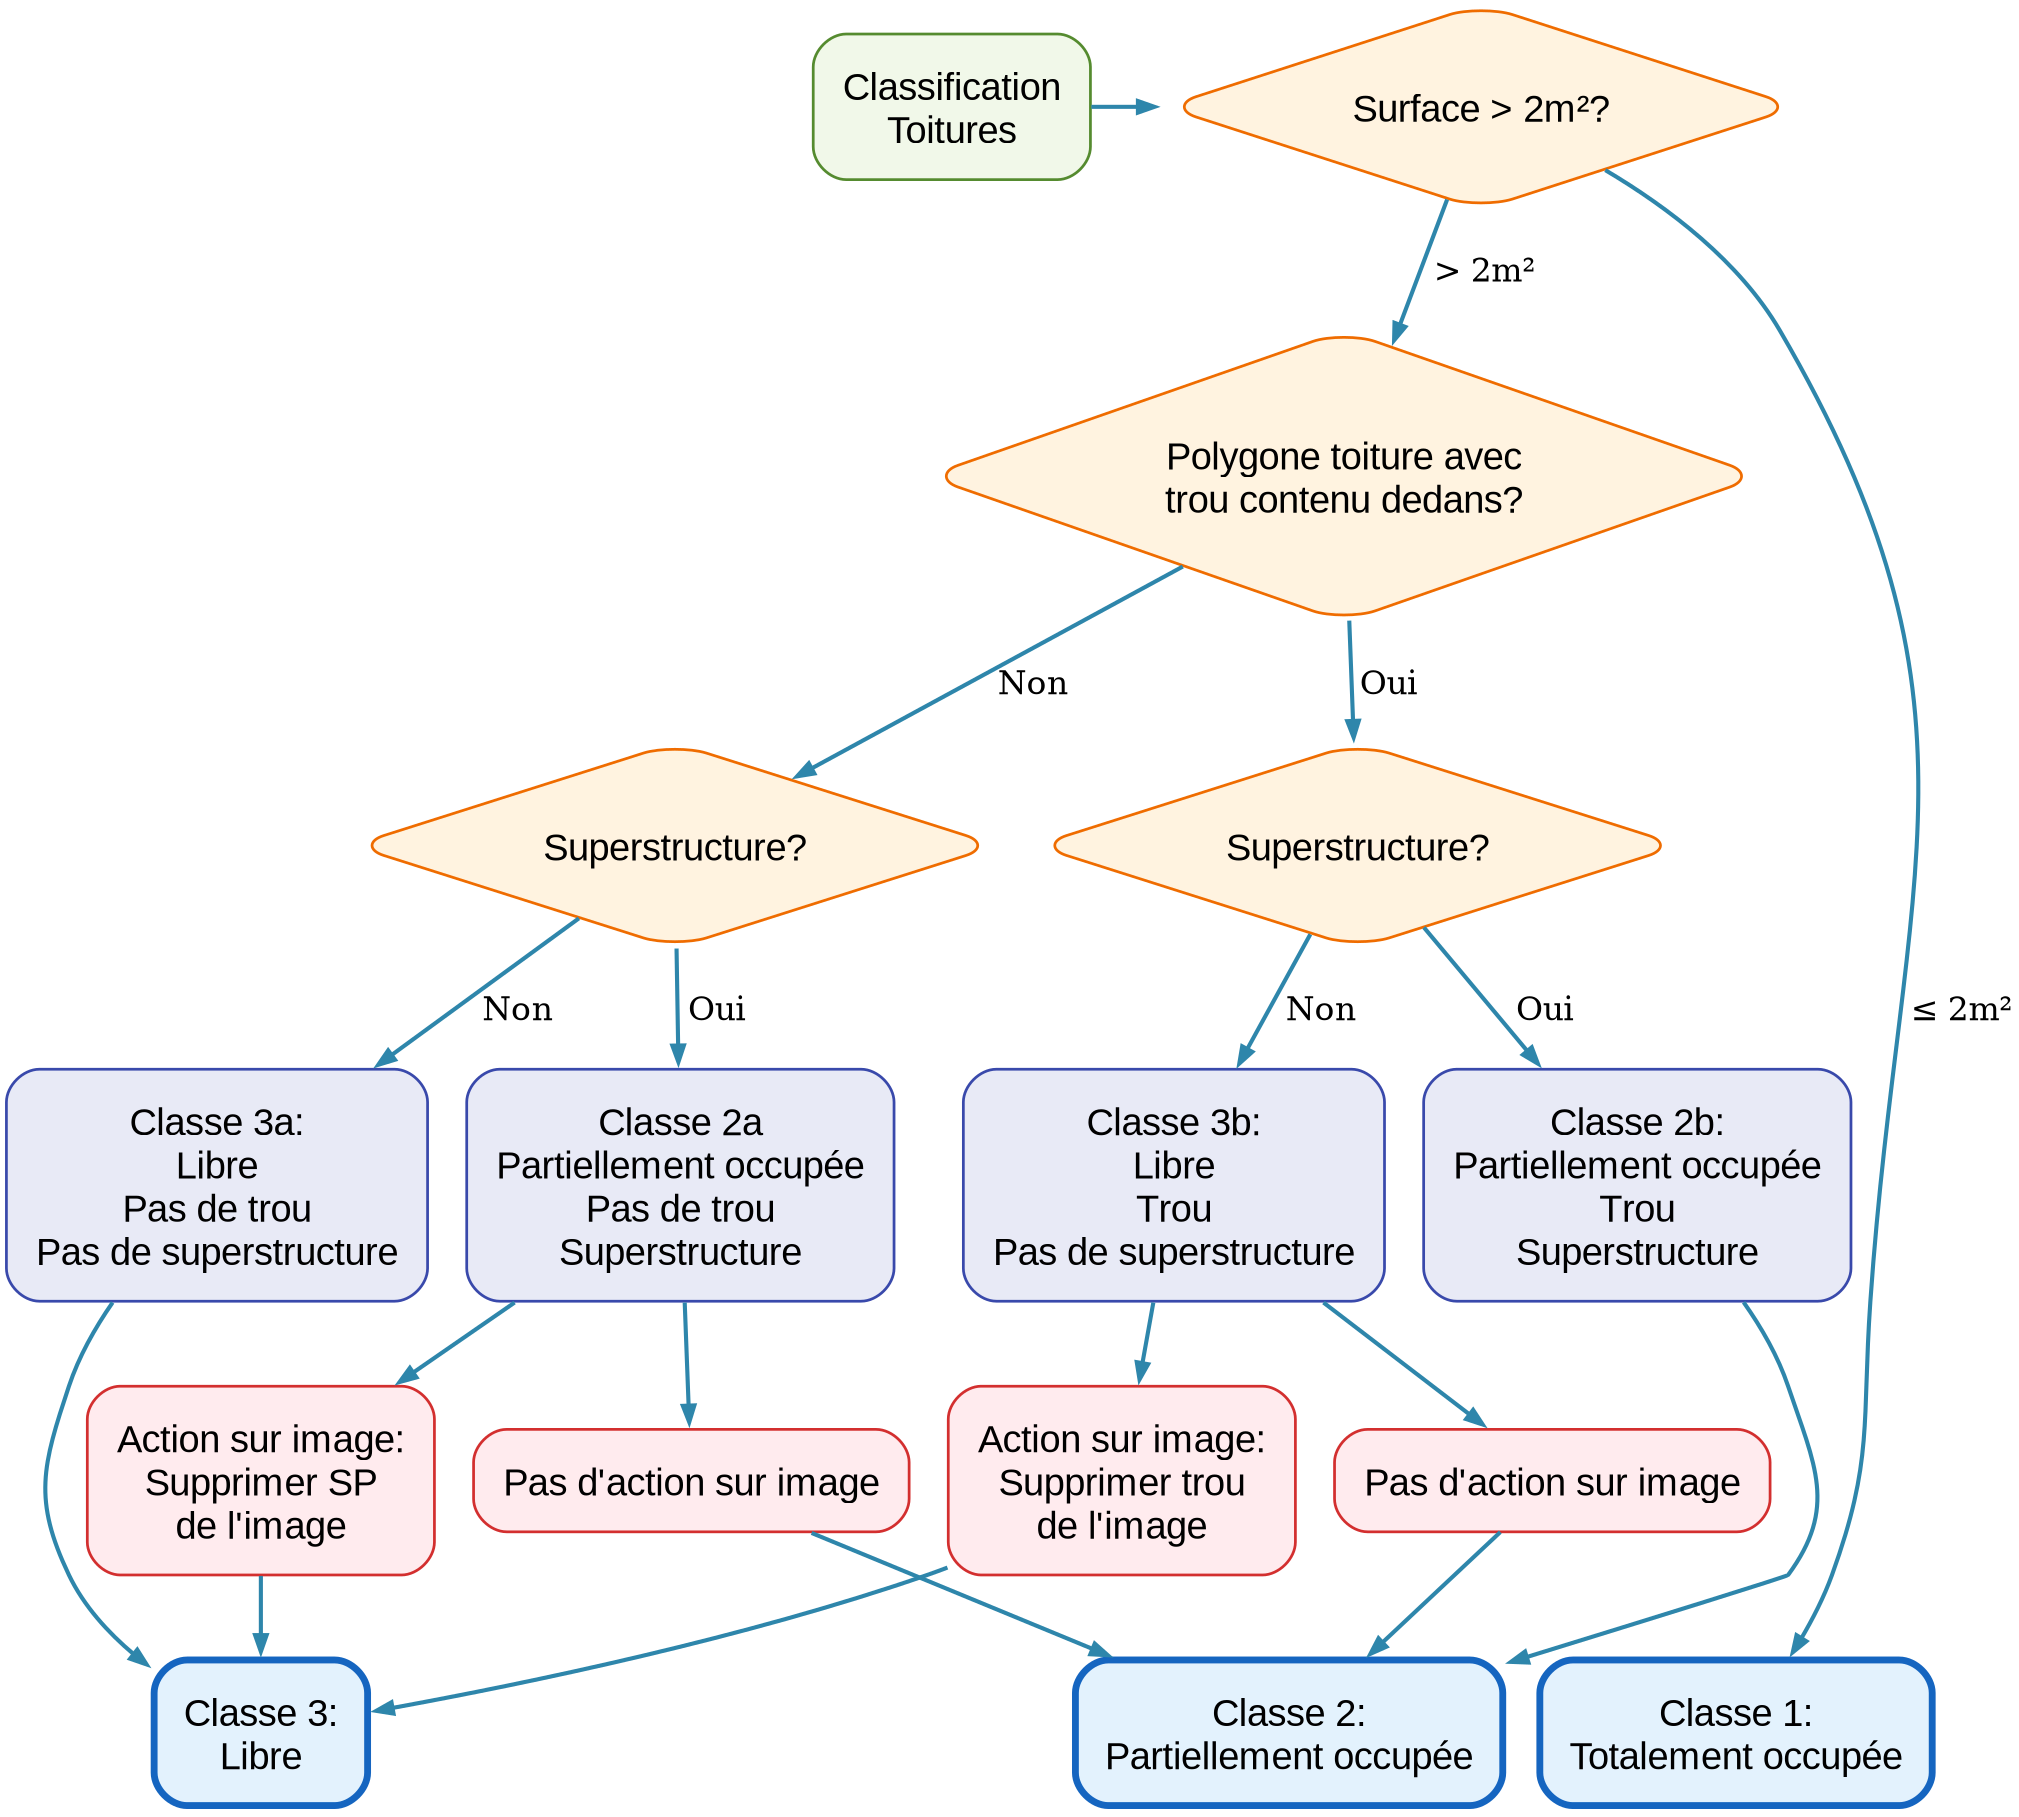 Classification
Toitures
Surface > 2m²?
> 2m²
Polygone toiture avec
trou contenu dedans?
Non
Oui
Superstructure?
Superstructure?
Non
Oui
Non
Oui
≤ 2m²
Classe 3a:
Libre
Pas de trou
Pas de superstructure
Classe 2a
Partiellement occupée
Pas de trou
Superstructure
Classe 3b:
Libre
Trou
Pas de superstructure
Classe 2b:
Partiellement occupée
Trou
Superstructure
Action sur image:
Supprimer SP
de l'image
Pas d'action sur image
Action sur image:
Supprimer trou
de l'image
Pas d'action sur image
Classe 3:
Libre
Classe 2:
Partiellement occupée
Classe 1:
Totalement occupée